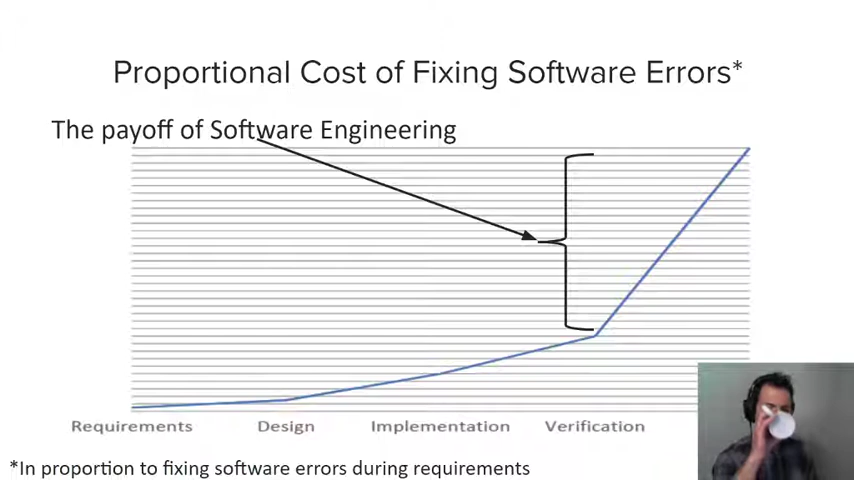 Proportional Cost of Fixing Software Errors*
The payoff of Software Engineering
Requirements Design Implementation Verification
*In proportion to fixing software errors during requirements